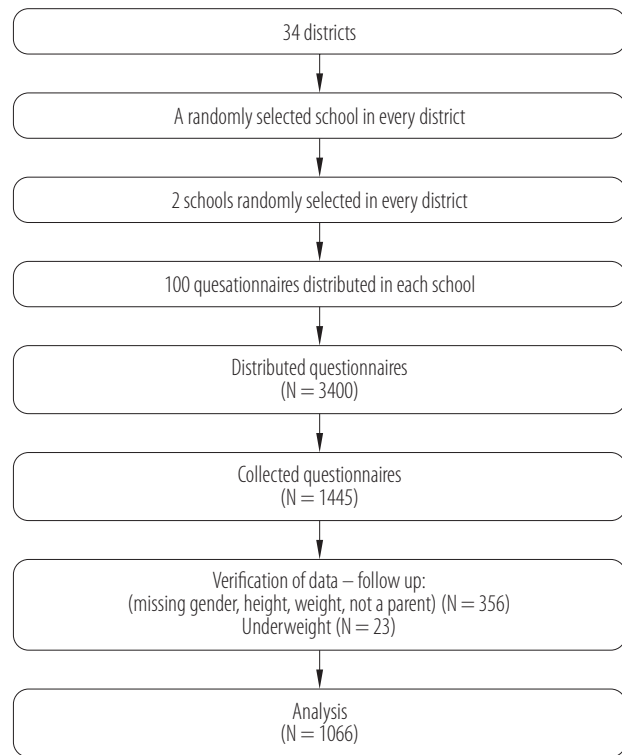 34 districts
A randomly selected school in every district
2 schools randomly selected in every district
100 quesationnaires distributed in each school
Distributed questionnaires
(N = 3400)
Collected questionnaires
(N = 1445)
Verification of data – follow up:
(missing gender, height, weight, not a parent) (N = 356)
Underweight (N = 23)
Analysis
(N = 1066)